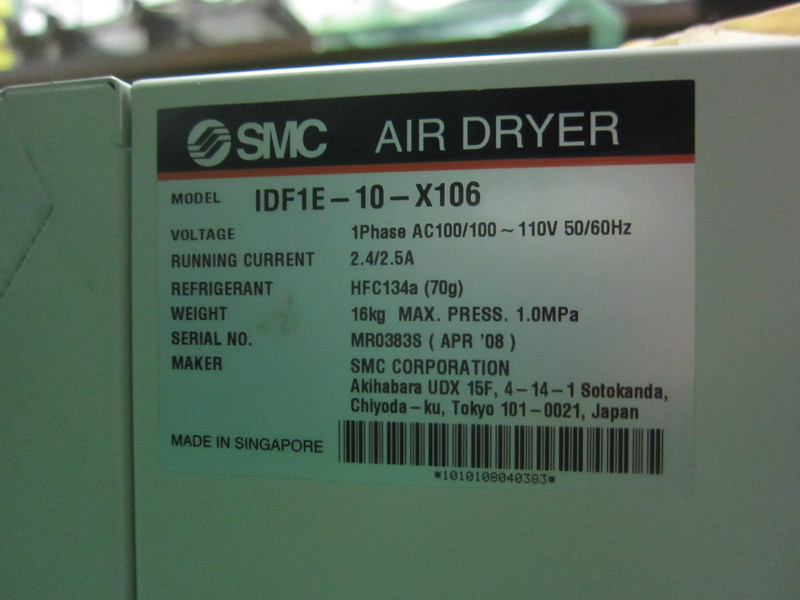 SMC AIR DRYER
MODEL IDF1E-10-X106
VOLTAGE 1Phase AC100/100~110V 50/60Hz
RUNNING CURRENT 2.4/2.5A
REFRIGERANT HFC134a (70g)
WEIGHT 16kg MAX. PRESS. 1.0MPa
SERIAL NO. MR0383S ( APR '08 )
MAKER SMC CORPORATION
Akihabara UDX 15F, 4-14-1 Sotokanda,
Chiyoda-ku, Tokyo 101-0021, Japan
MADE IN SINGAPORE
*1010108040383*